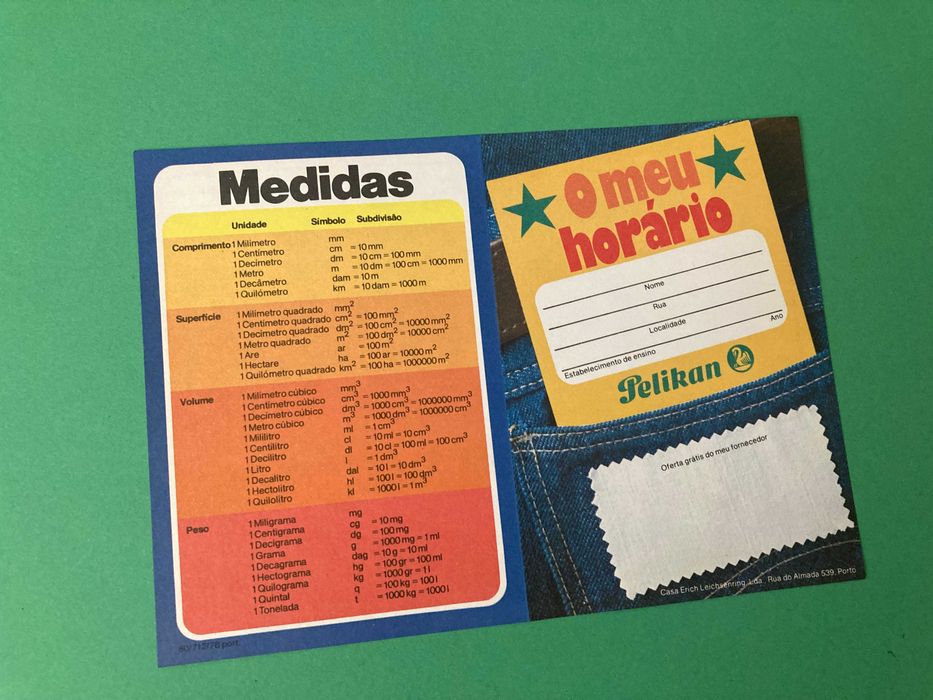 Medidas
Unidade Símbolo Subdivisão
Comprimento 1 Milímetro mm
1 Centímetro cm = 10 mm
1 Decímetro dm = 10 cm = 100 mm
1 Metro m = 10 dm = 100 cm = 1000 mm
1 Decâmetro dam = 10 m
1 Quilómetro km = 10 dam = 1000 m
Superfície 1 Milímetro quadrado mm²
1 Centímetro quadrado cm² = 100 mm²
1 Decímetro quadrado dm² = 100 cm² = 10000 mm²
1 Metro quadrado m² = 100 dm² = 10000 cm²
1 Are ar = 100 m²
1 Hectare ha = 100 ar = 10000 m²
1 Quilómetro quadrado km² = 100 ha = 1000000 m²
Volume 1 Milímetro cúbico mm³
1 Centímetro cúbico cm³ = 1000 mm³
1 Decímetro cúbico dm³ = 1000 cm³ = 1000000 mm³
1 Metro cúbico m³ = 1000 dm³ = 1000000 cm³
1 Mililitro ml = 1 cm³
1 Centilitro cl = 10 ml = 10 cm³
1 Decilitro dl = 10 cl = 100 ml = 100 cm³
1 Litro l = 1 dm³
1 Decalitro dal = 10 l = 10 dm³
1 Hectolitro hl = 100 l = 100 dm³
1 Quilolitro kl = 1000 l = 1 m³
Peso 1 Miligrama mg
1 Centigrama cg = 10 mg
1 Decigrama dg = 100 mg
1 Grama g = 1000 mg = 1 ml
1 Decagrama dag = 10 g = 10 ml
1 Hectograma hg = 100 gr = 100 ml
1 Quilograma kg = 1000 gr = 1 l
1 Quintal q = 100 kg = 100 l
1 Tonelada t = 1000 kg = 1000 l
80/712/76 port.
O meu
horário
Nome
Rua
Localidade
Estabelecimento de ensino Ano
Pelikan
Oferta grátis do meu fornecedor
Casa Erich Leichsenring, Lda., Rua do Almada 539, Porto